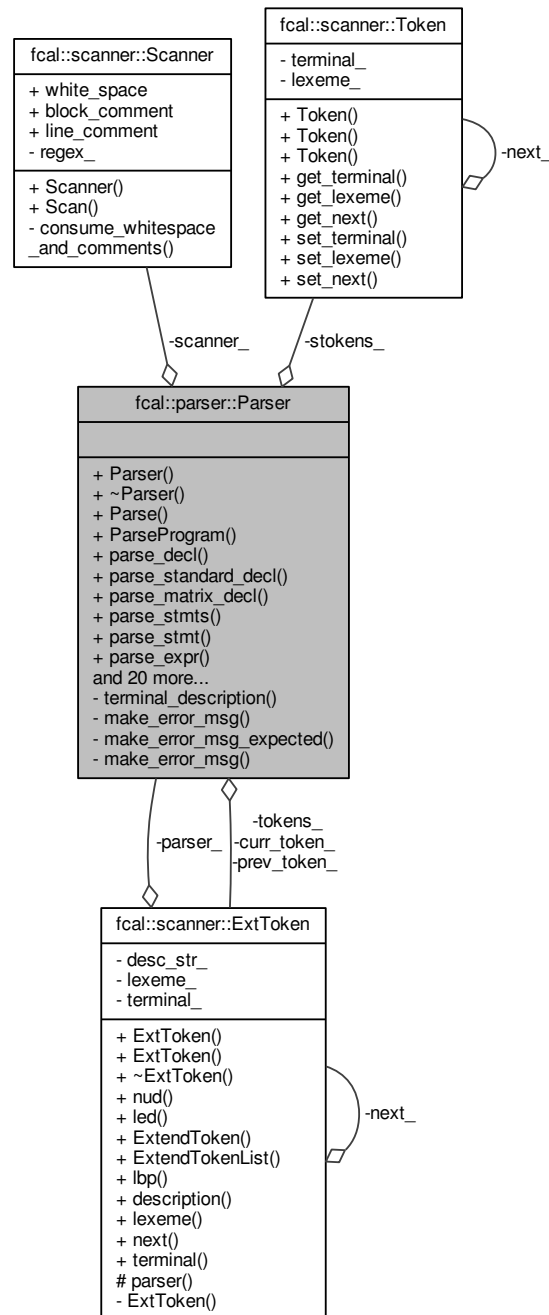 fcal::scanner::Scanner
+ white_space
+ block_comment
+ line_comment
- regex_
+ Scanner()
+ Scan()
- consume_whitespace
_and_comments()
fcal::scanner::Token
- terminal_
- lexeme_
+ Token()
+ Token()
+ Token()
+ get_terminal()
+ get_lexeme()
+ get_next()
+ set_terminal()
+ set_lexeme()
+ set_next()
-next_
-scanner_
-stokens_
fcal::parser::Parser
+ Parser()
+ ~Parser()
+ Parse()
+ ParseProgram()
+ parse_decl()
+ parse_standard_decl()
+ parse_matrix_decl()
+ parse_stmts()
+ parse_stmt()
+ parse_expr()
and 20 more...
- terminal_description()
- make_error_msg()
- make_error_msg_expected()
- make_error_msg()
-parser_
-tokens_
-curr_token_
-prev_token_
fcal::scanner::ExtToken
- desc_str_
- lexeme_
- terminal_
+ ExtToken()
+ ExtToken()
+ ~ExtToken()
+ nud()
+ led()
+ ExtendToken()
+ ExtendTokenList()
+ lbp()
+ description()
+ lexeme()
+ next()
+ terminal()
# parser()
- ExtToken()
-next_